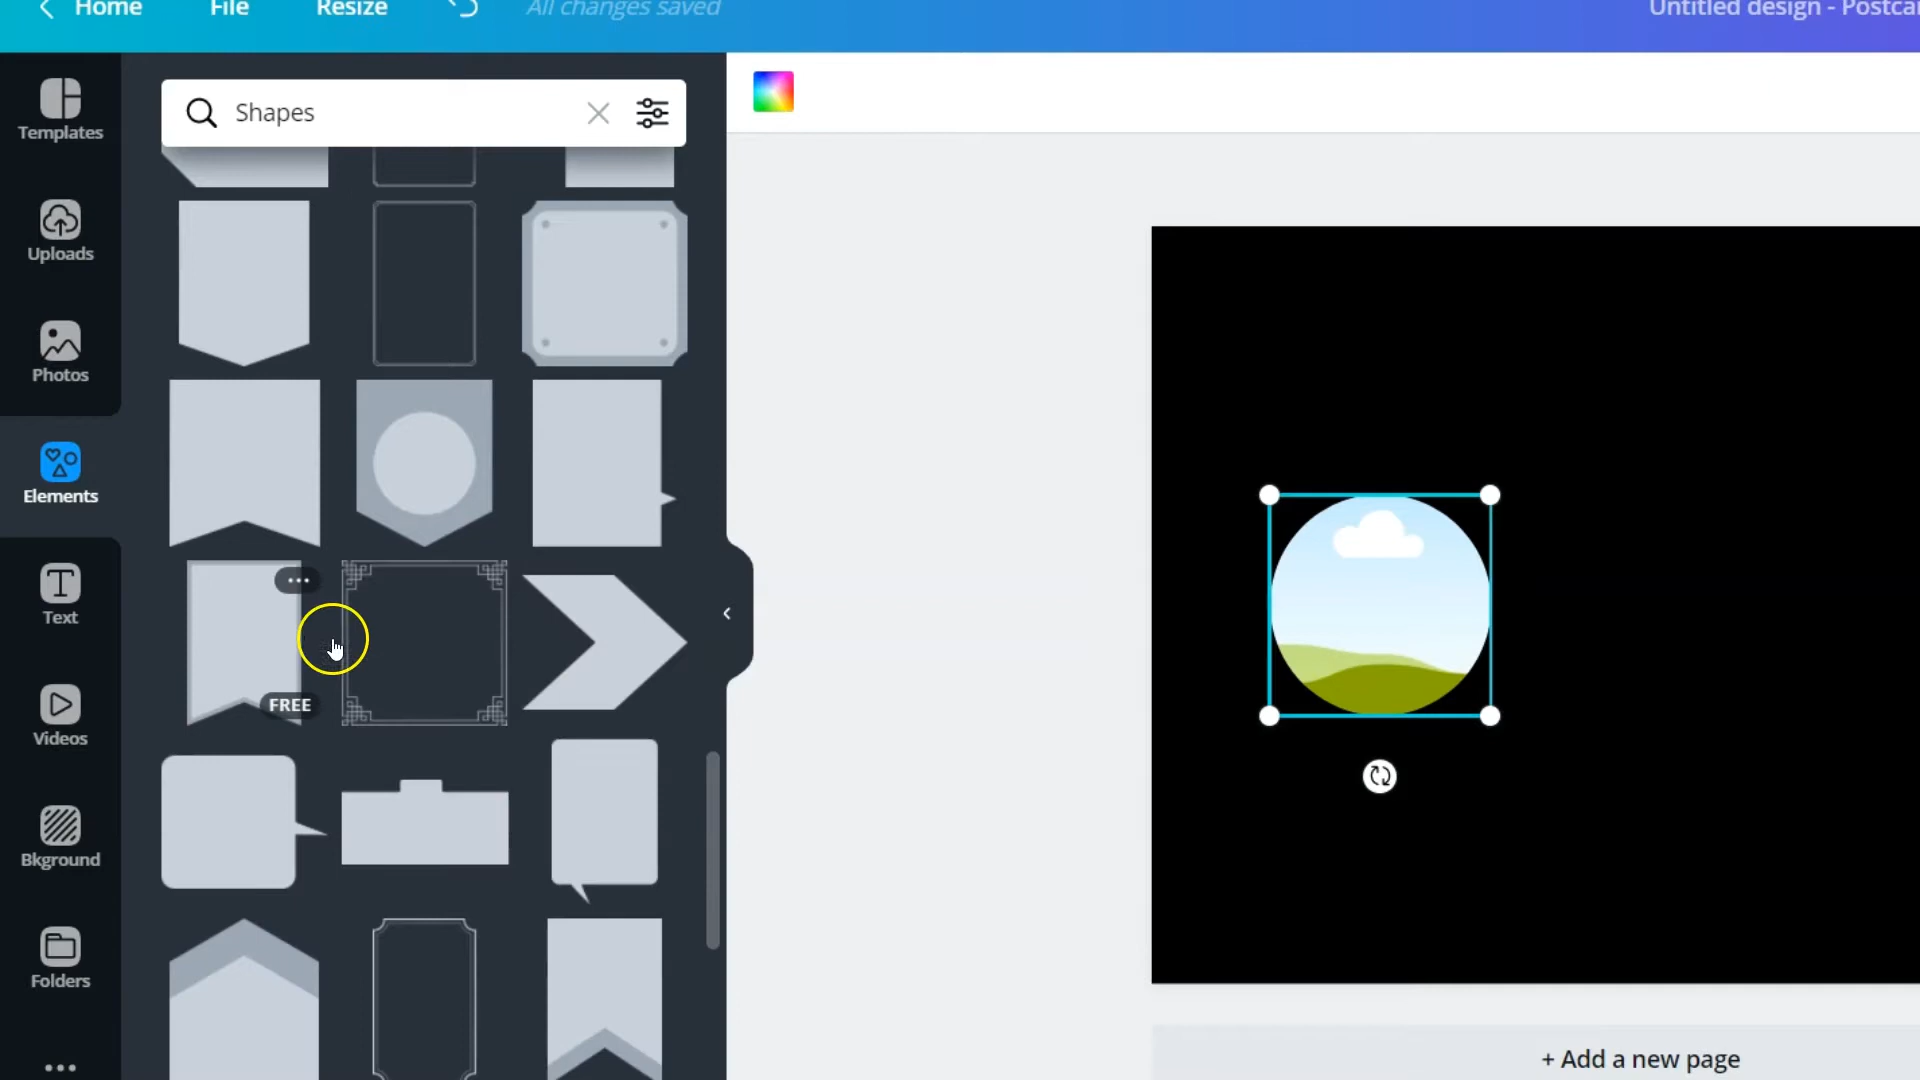 Home
File
Resize
All changes saved
Untitled design - Postca
Templates
Shapes
Uploads
Photos
Elements
Text
FREE
Videos
Bkground
Folders
+ Add a new page